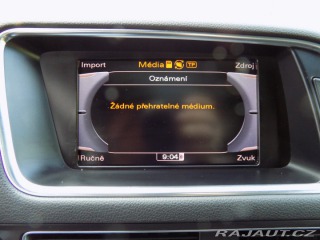 Import Média TP Zdroj
Oznámení
Žádné přehratelné médium.
Ručně 9:04 Zvuk
RAJAUT.CZ